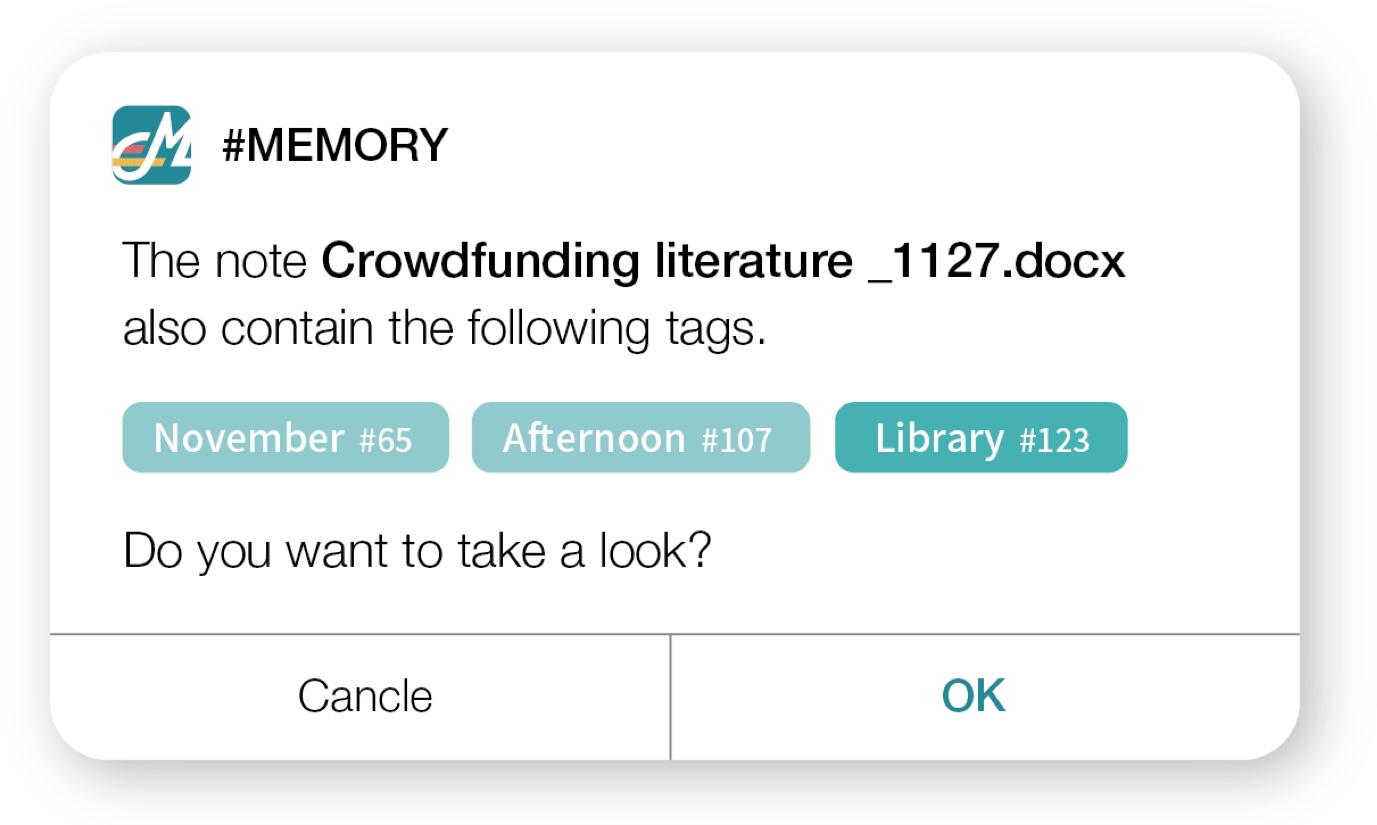 #MEMORY
The note Crowdfunding literature _1127.docx
also contain the following tags.
November #65 Afternoon #107 Library #123
Do you want to take a look?
Cancle OK